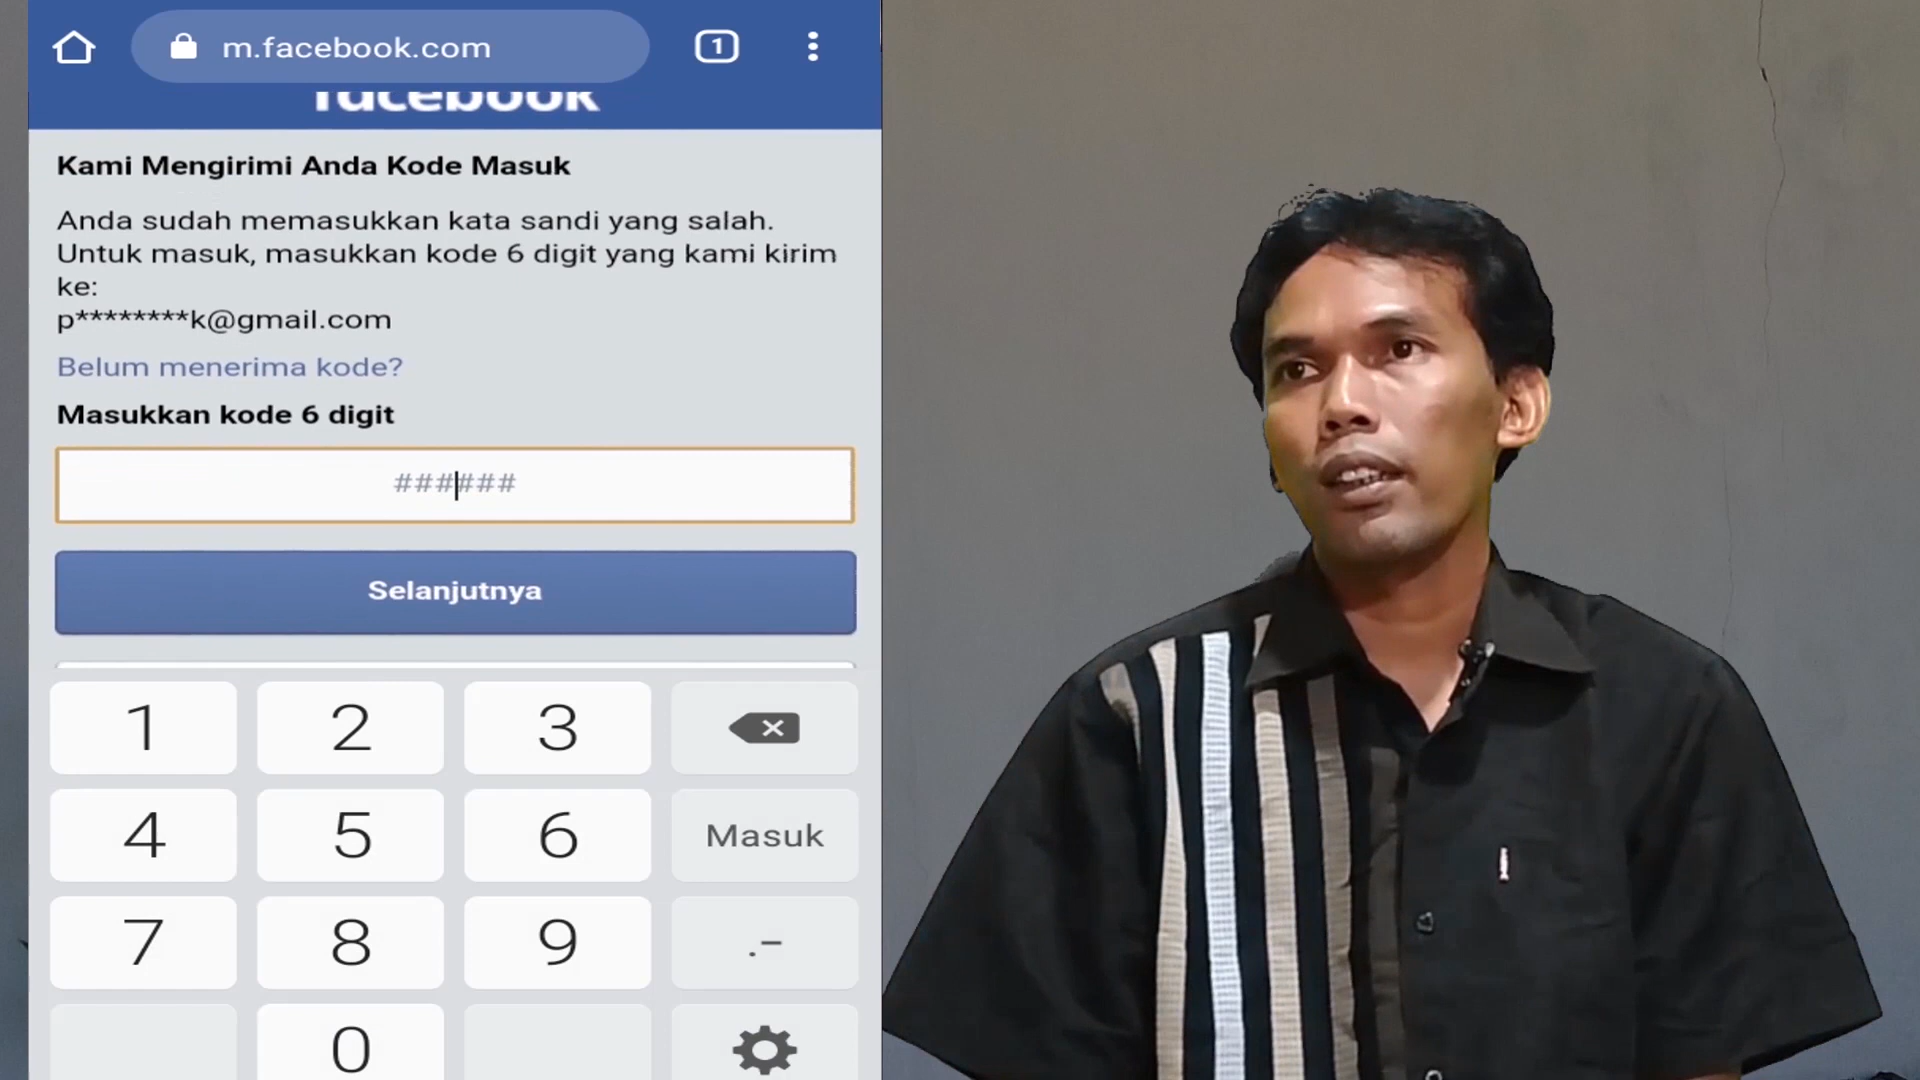 1
m.facebook.com
facebook
Kami Mengirimi Anda Kode Masuk
Anda sudah memasukkan kata sandi yang salah.
Untuk masuk, masukkan kode 6 digit yang kami kirim
ke:
p********k@gmail.com
Belum menerima kode?
Masukkan kode 6 digit
######
Selanjutnya
1 2 3
4 5 6 Masuk
7 8 9 .-
0